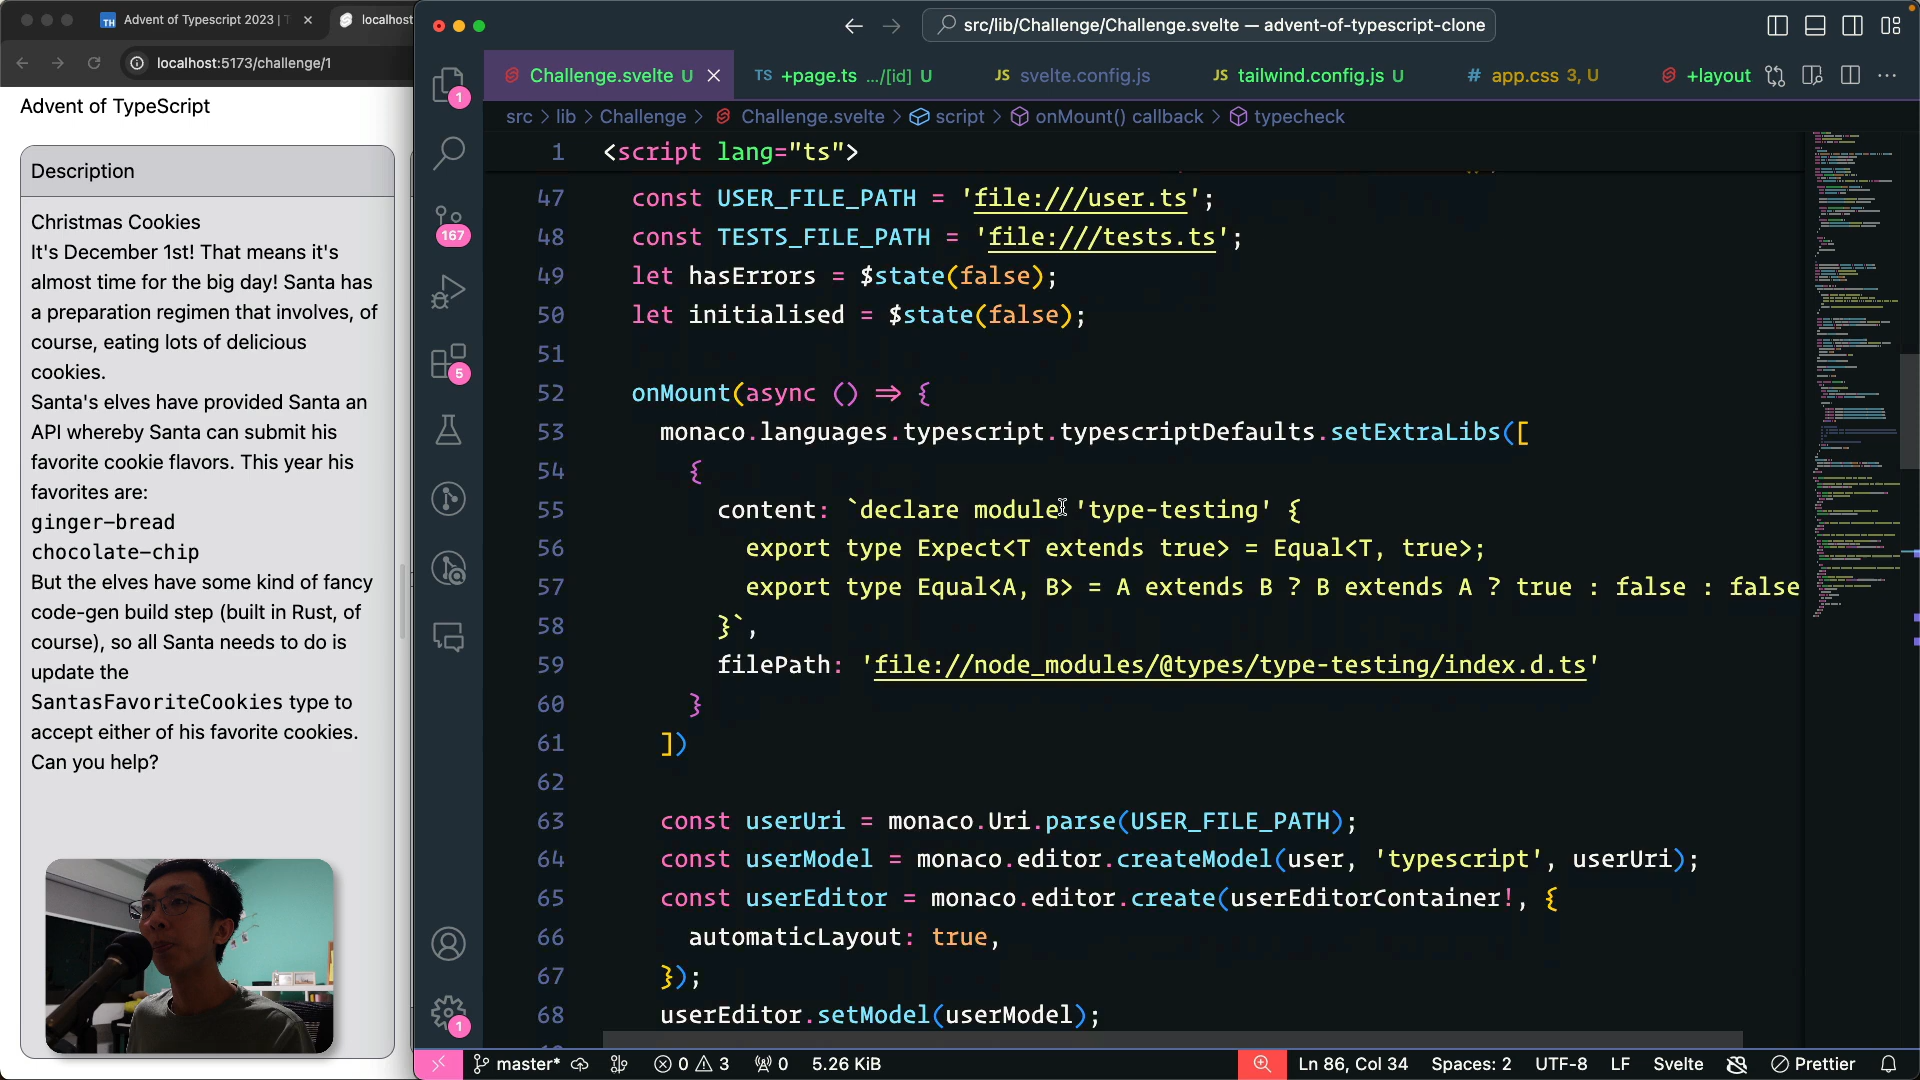 Advent of Typescript 2023 | T
localhost
localhost:5173/challenge/1
Advent of TypeScript
Description
Christmas Cookies
It's December 1st! That means it's
almost time for the big day! Santa has
a preparation regimen that involves, of
course, eating lots of delicious
cookies.
Santa's elves have provided Santa an
API whereby Santa can submit his
favorite cookie flavors. This year his
favorites are:
ginger-bread
chocolate-chip
But the elves have some kind of fancy
code-gen build step (built in Rust, of
course), so all Santa needs to do is
update the
SantasFavoriteCookies type to
accept either of his favorite cookies.
Can you help?
src/lib/Challenge/Challenge.svelte — advent-of-typescript-clone
Challenge.svelte U
TS +page.ts .../[id] U
JS svelte.config.js
JS tailwind.config.js U
# app.css 3, U
+layout
src > lib > Challenge > Challenge.svelte > script > onMount() callback > typecheck
1
167
5
1
1 <script lang="ts">
47 const USER_FILE_PATH = 'file:///user.ts';
48 const TESTS_FILE_PATH = 'file:///tests.ts';
49 let hasErrors = $state(false);
50 let initialised = $state(false);
51
52 onMount(async () => {
53 monaco.languages.typescript.typescriptDefaults.setExtraLibs([
54 {
55 content: `declare module 'type-testing' {
56 export type Expect<T extends true> = Equal<T, true>;
57 export type Equal<A, B> = A extends B ? B extends A ? true : false : false
58 }`,
59 filePath: 'file://node_modules/@types/type-testing/index.d.ts'
60 }
61 ])
62
63 const userUri = monaco.Uri.parse(USER_FILE_PATH);
64 const userModel = monaco.editor.createModel(user, 'typescript', userUri);
65 const userEditor = monaco.editor.create(userEditorContainer!, {
66 automaticLayout: true,
67 });
68 userEditor.setModel(userModel);
master* 0 3 0 5.26 KiB
Ln 86, Col 34 Spaces: 2 UTF-8 LF Svelte Prettier